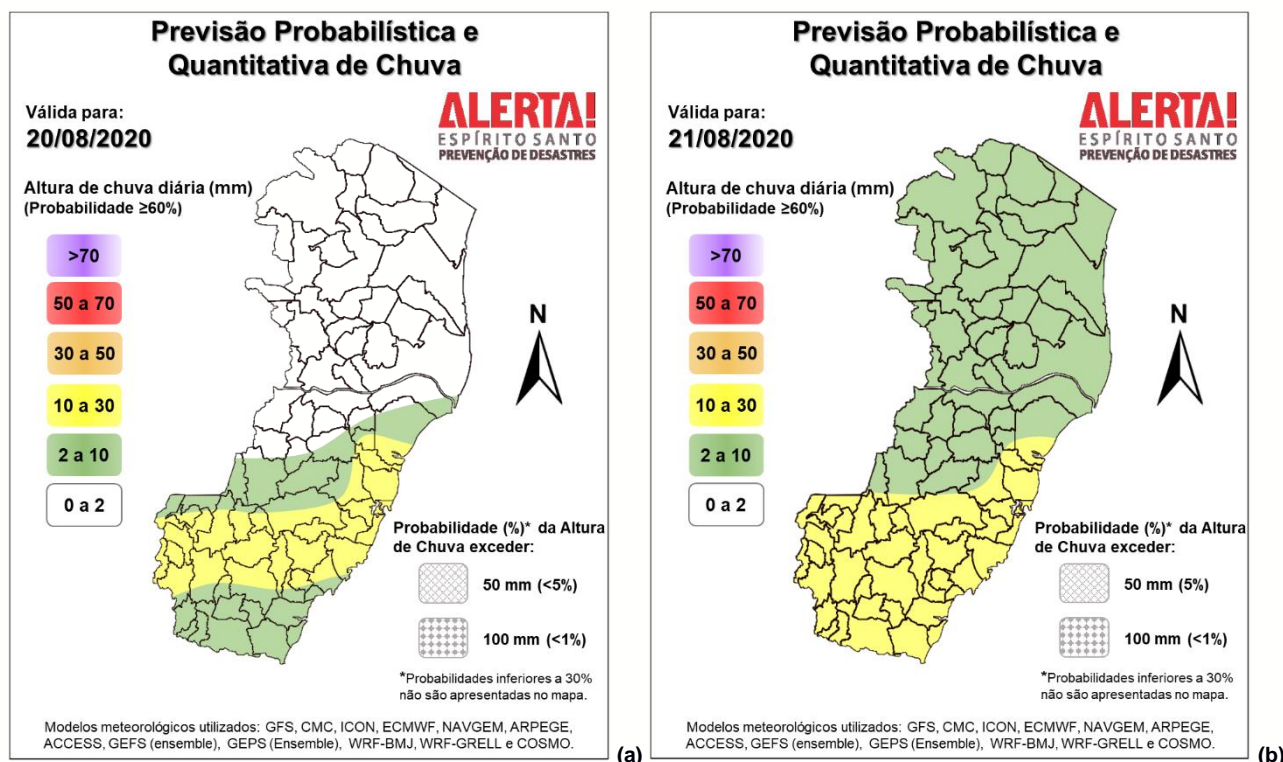 Previsão Probabilística e
Quantitativa de Chuva
Válida para:
20/08/2020
ALERTA!
ESPÍRITO SANTO
PREVENÇÃO DE DESASTRES
Altura de chuva diária (mm)
(Probabilidade ≥60%)
>70
50 a 70
30 a 50
10 a 30
2 a 10
0 a 2
N
Probabilidade (%)* da Altura
de Chuva exceder:
50 mm (<5%)
100 mm (<1%)
*Probabilidades inferiores a 30%
não são apresentadas no mapa.
Modelos meteorológicos utilizados: GFS, CMC, ICON, ECMWF, NAVGEM, ARPEGE,
ACCESS, GEFS (ensemble), GEPS (Ensemble), WRF-BMJ, WRF-GRELL e COSMO.
(a)
Previsão Probabilística e
Quantitativa de Chuva
Válida para:
21/08/2020
ALERTA!
ESPÍRITO SANTO
PREVENÇÃO DE DESASTRES
Altura de chuva diária (mm)
(Probabilidade ≥60%)
>70
50 a 70
30 a 50
10 a 30
2 a 10
0 a 2
N
Probabilidade (%)* da Altura
de Chuva exceder:
50 mm (5%)
100 mm (<1%)
*Probabilidades inferiores a 30%
não são apresentadas no mapa.
Modelos meteorológicos utilizados: GFS, CMC, ICON, ECMWF, NAVGEM, ARPEGE,
ACCESS, GEFS (ensemble), GEPS (Ensemble), WRF-BMJ, WRF-GRELL e COSMO.
(b)